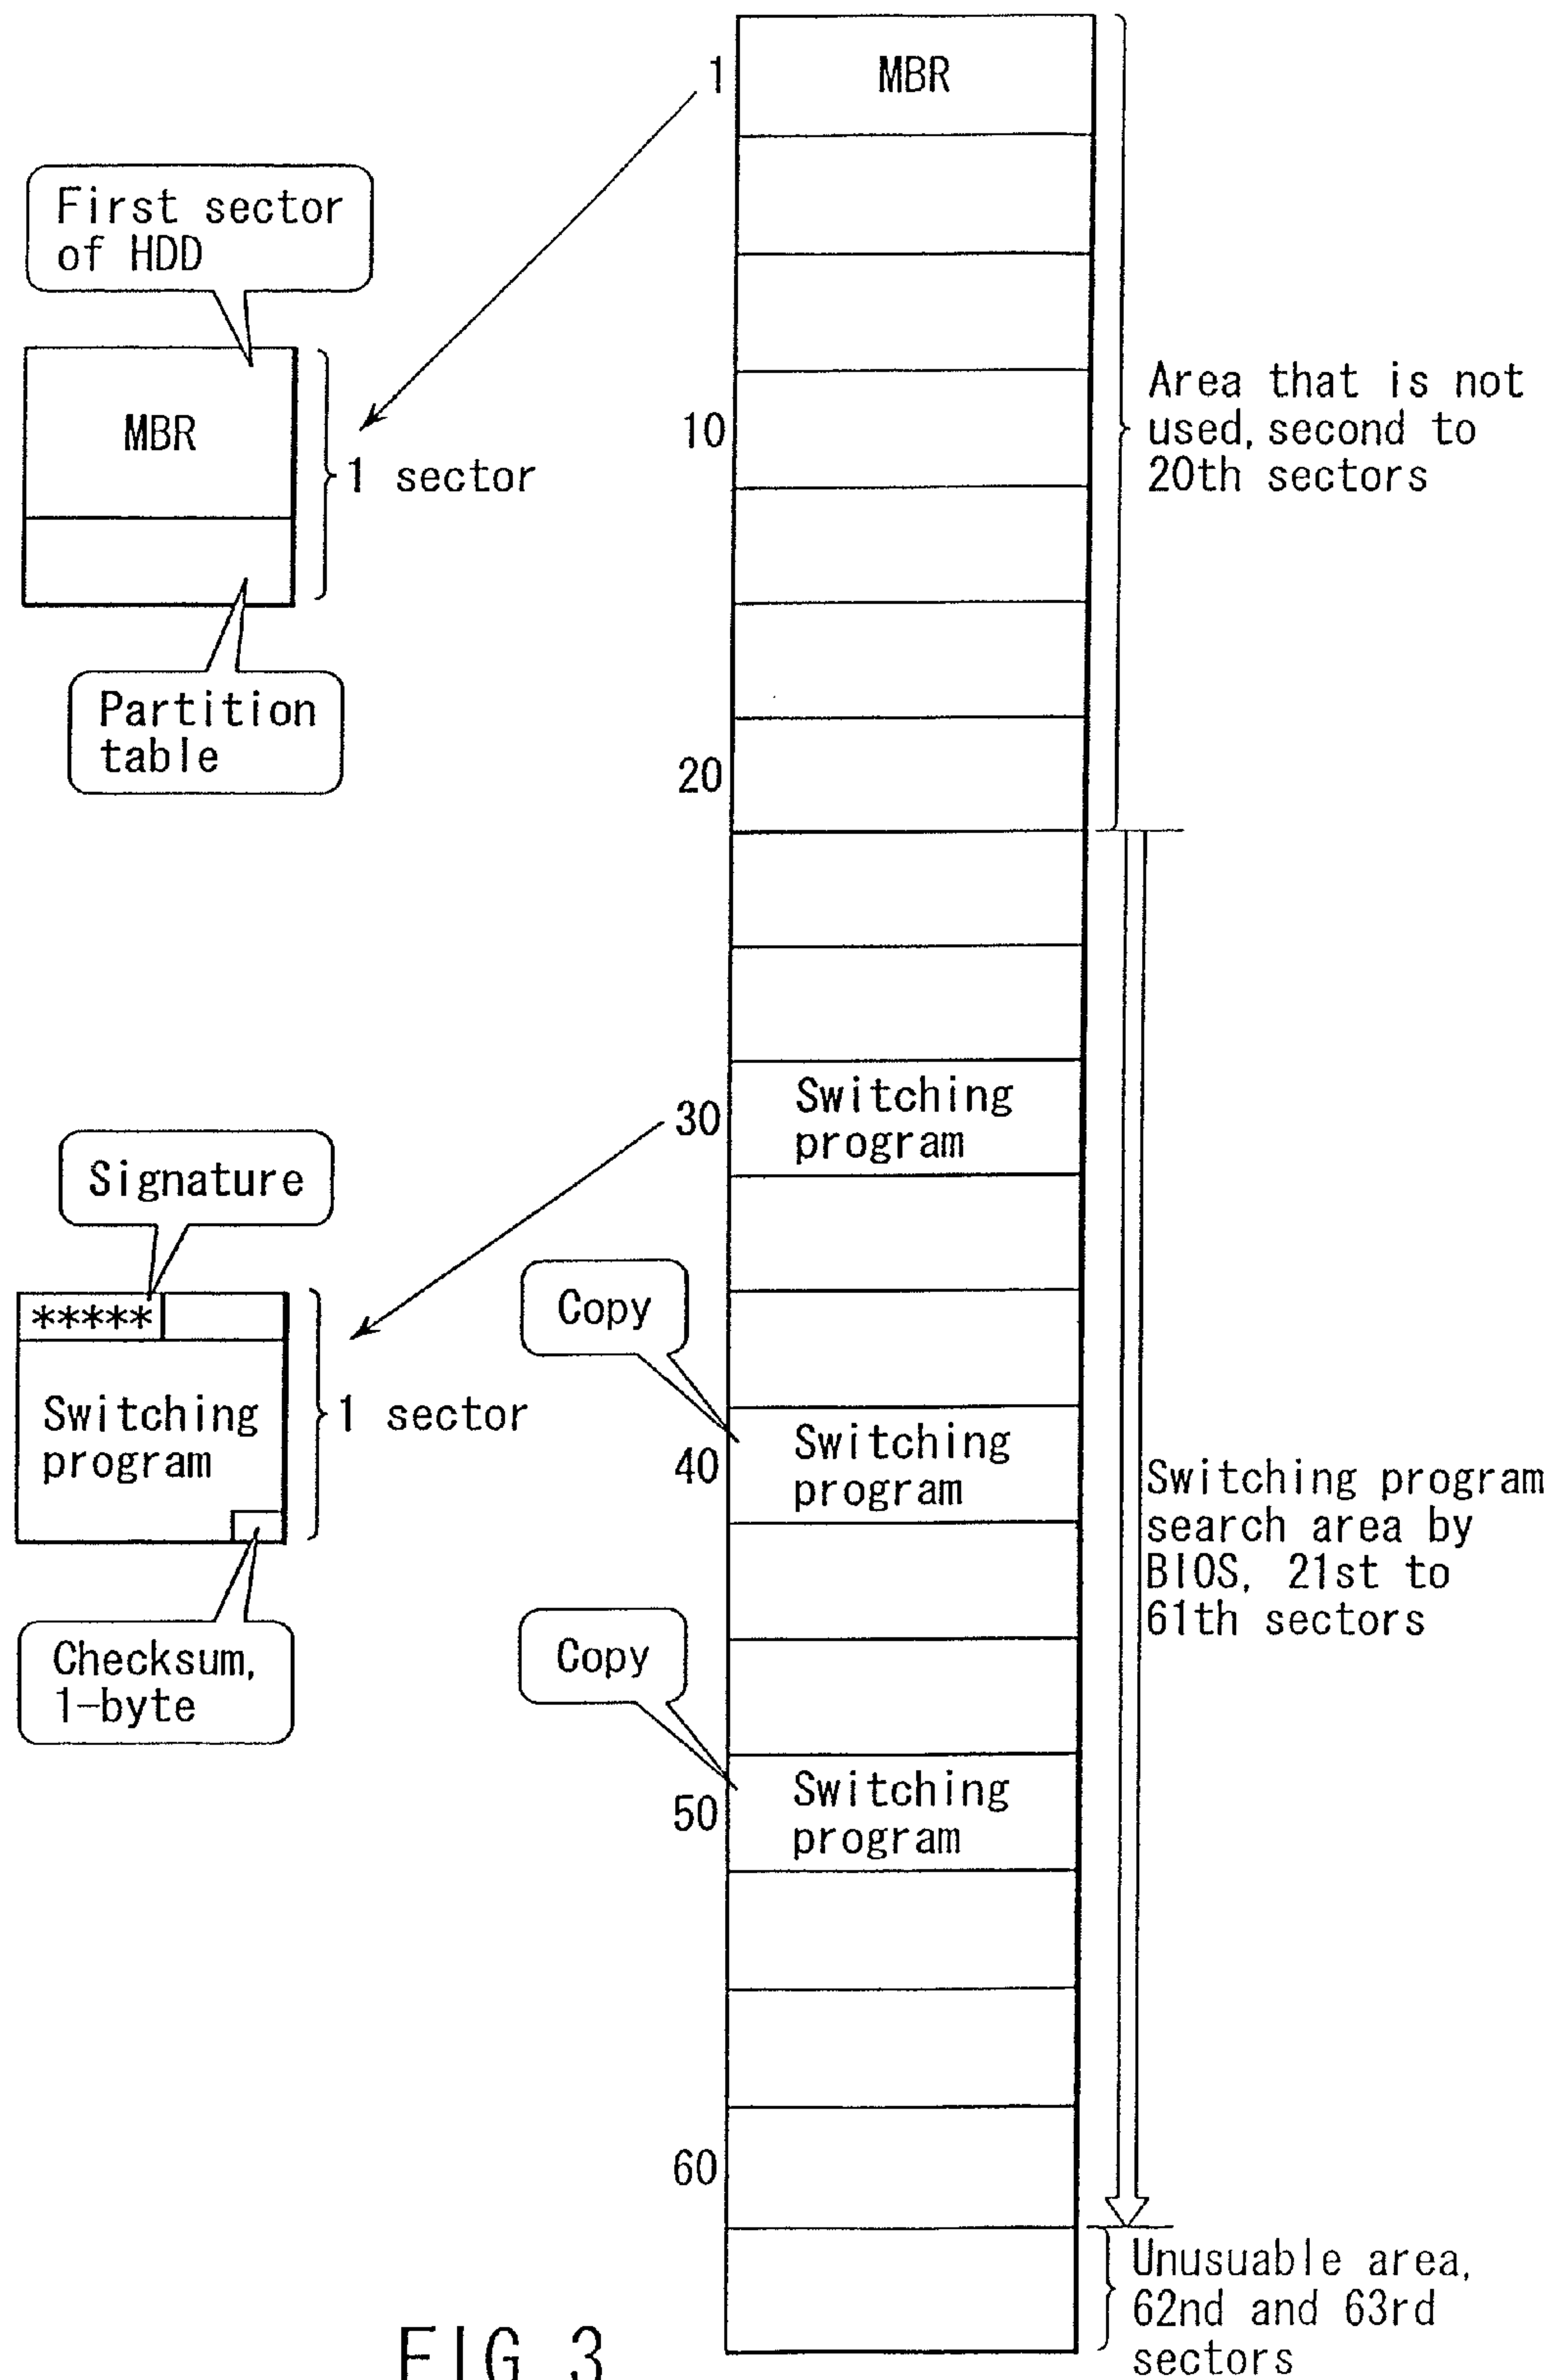 1
MBR
First sector
of HDD
MBR
1 sector
Partition
table
10
Area that is not
used, second to
20th sectors
20
30
Switching
program
Signature
*****
Switching
program
1 sector
Checksum,
1-byte
Copy
40
Switching
program
Copy
50
Switching
program
Switching program
search area by
BIOS, 21st to
61th sectors
60
Unusuable area,
62nd and 63rd
sectors
FIG. 3